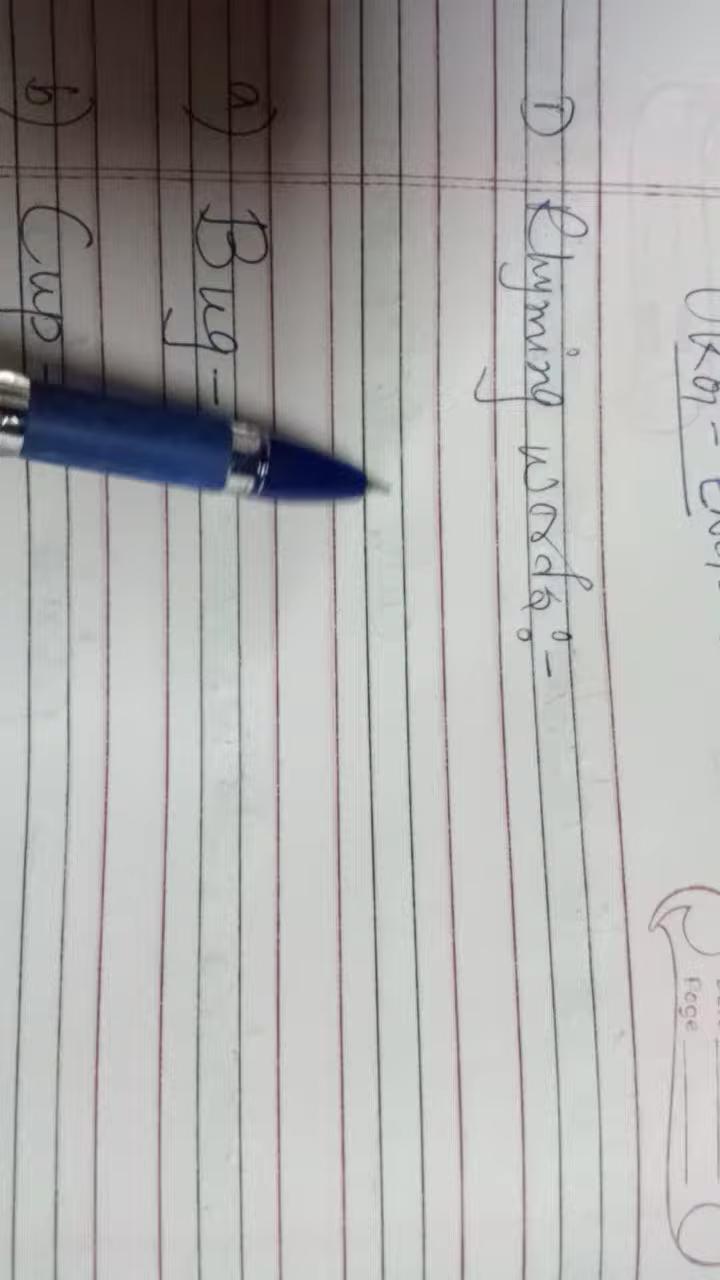 Page
① Rhyming words:-
a) Bug -
b) Cup -